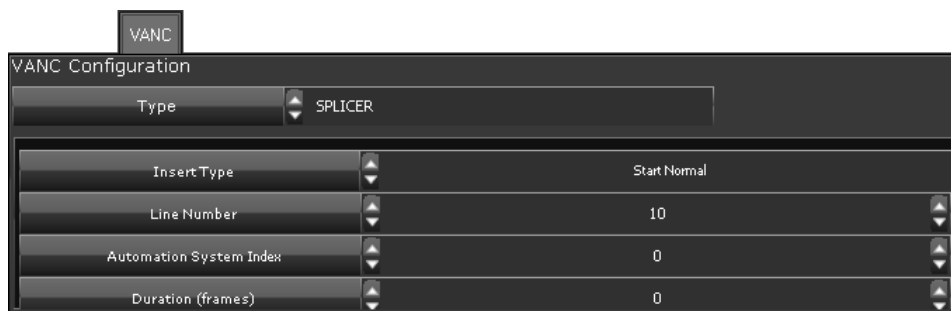 VANC
VANC Configuration
Type SPLICER
Insert Type Start Normal
Line Number 10
Automation System Index 0
Duration (frames) 0